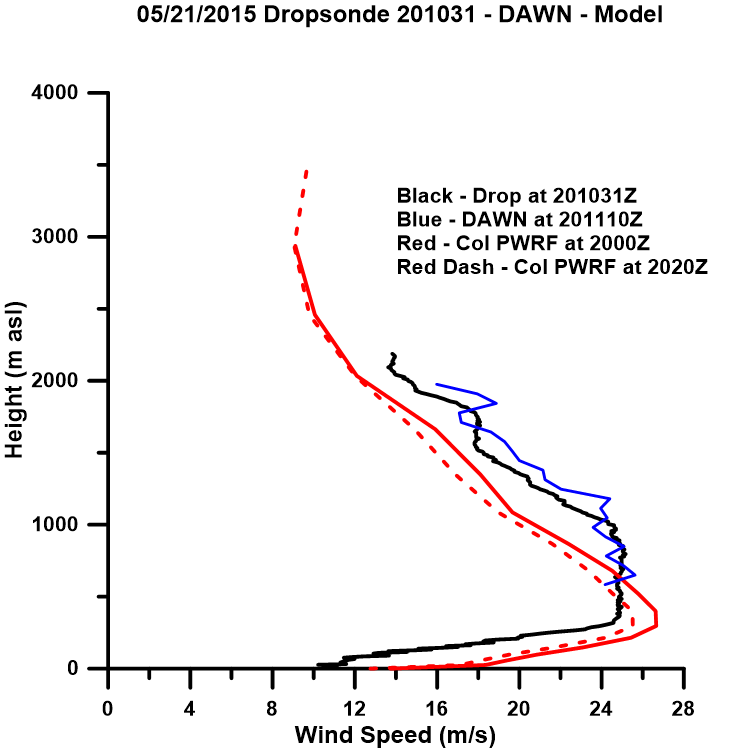 05/21/2015 Dropsonde 201031 - DAWN - Model
4000
3000
2000
1000
0
Height (m asl)
Black - Drop at 201031Z
Blue - DAWN at 201110Z
Red - Col PWRF at 2000Z
Red Dash - Col PWRF at 2020Z
0 4 8 12 16 20 24 28
Wind Speed (m/s)